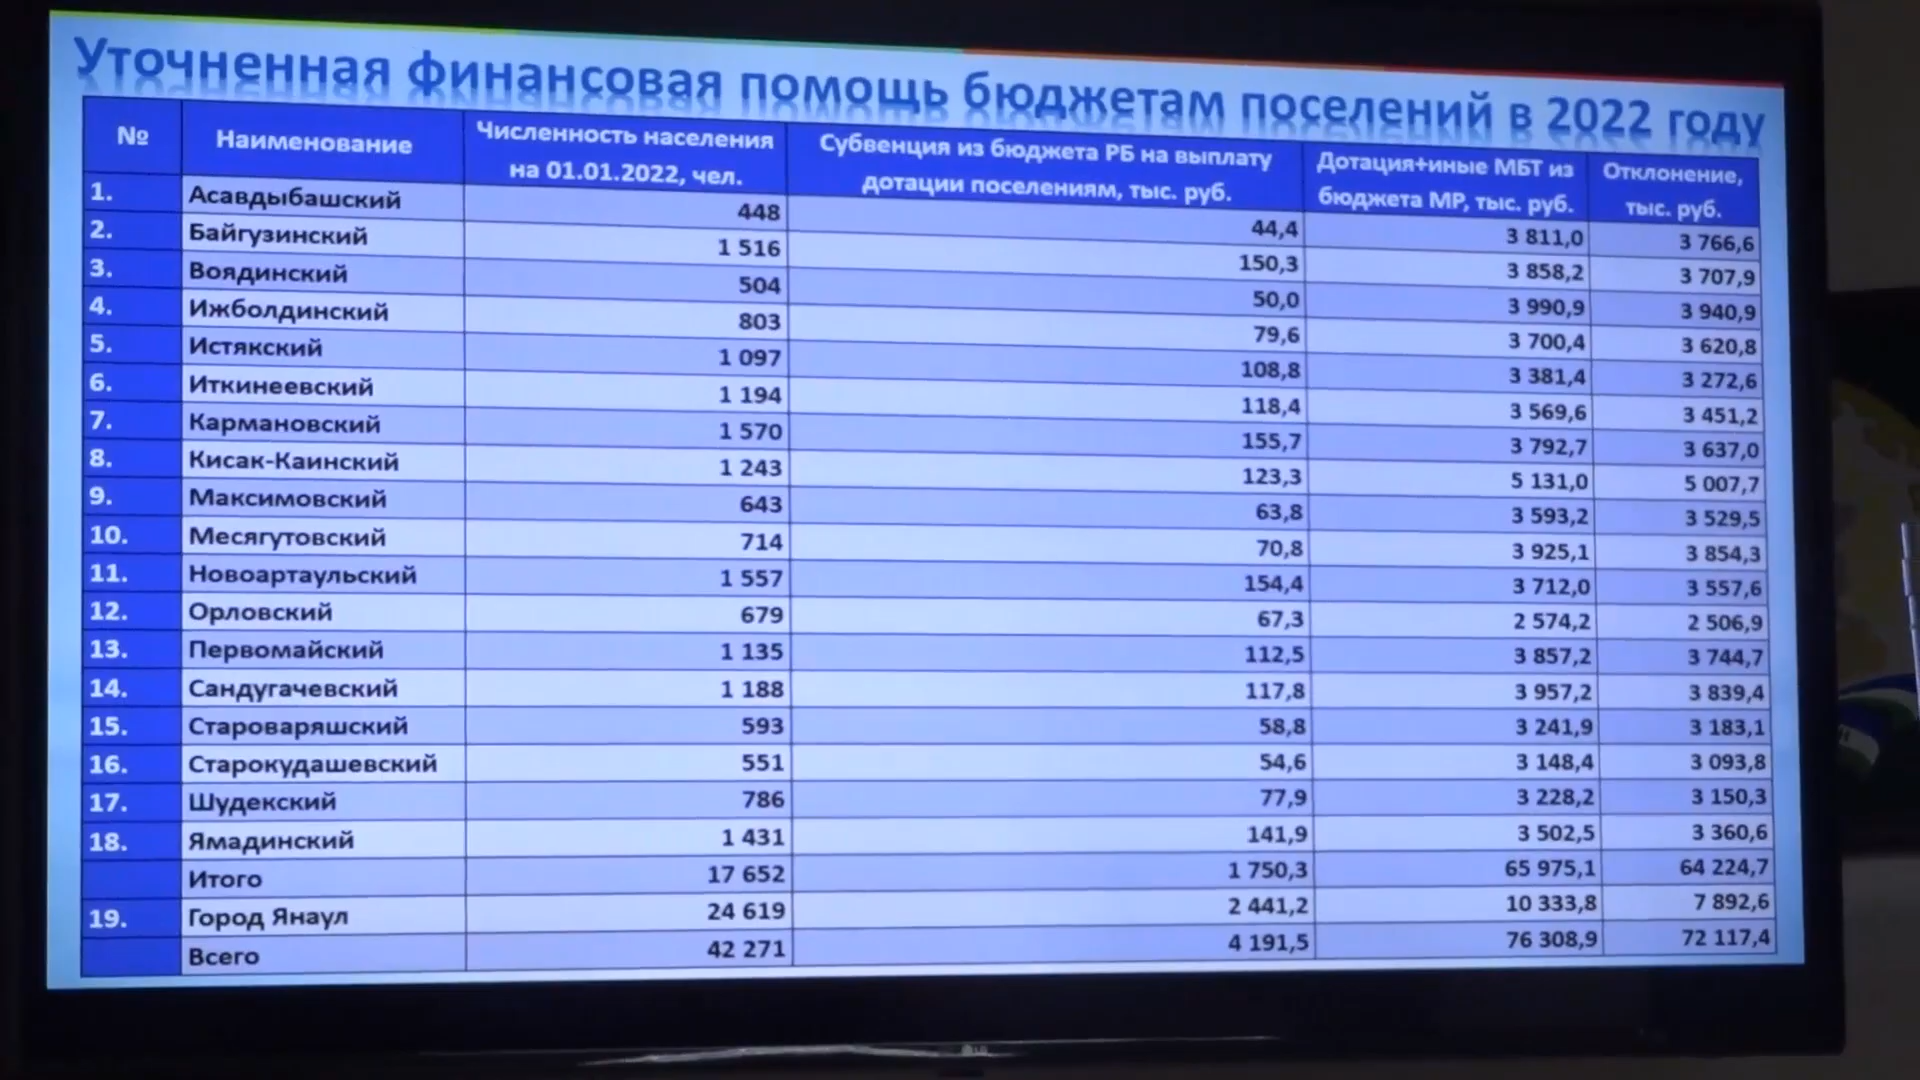 Уточненная финансовая помощь бюджетам поселений в 2022 году
№ Наименование Численность населения на 01.01.2022, чел. Субвенция из бюджета РБ на выплату дотации поселениям, тыс. руб. Дотация+иные МБТ из бюджета МР, тыс. руб. Отклонение, тыс. руб.
1. Асавдыбашский 448 44,4 3 811,0 3 766,6
2. Байгузинский 1 516 150,3 3 858,2 3 707,9
3. Воядинский 504 50,0 3 990,9 3 940,9
4. Ижболдинский 803 79,6 3 700,4 3 620,8
5. Истякский 1 097 108,8 3 381,4 3 272,6
6. Иткинеевский 1 194 118,4 3 569,6 3 451,2
7. Кармановский 1 570 155,7 3 792,7 3 637,0
8. Кисак-Каинский 1 243 123,3 5 131,0 5 007,7
9. Максимовский 643 63,8 3 593,2 3 529,5
10. Месягутовский 714 70,8 3 925,1 3 854,3
11. Новоартаульский 1 557 154,4 3 712,0 3 557,6
12. Орловский 679 67,3 2 574,2 2 506,9
13. Первомайский 1 135 112,5 3 857,2 3 744,7
14. Сандугачевский 1 188 117,8 3 957,2 3 839,4
15. Староваряшский 593 58,8 3 241,9 3 183,1
16. Старокудашевский 551 54,6 3 148,4 3 093,8
17. Шудекский 786 77,9 3 228,2 3 150,3
18. Ямадинский 1 431 141,9 3 502,5 3 360,6
Итого 17 652 1 750,3 65 975,1 64 224,7
19. Город Янаул 24 619 2 441,2 10 333,8 7 892,6
Всего 42 271 4 191,5 76 308,9 72 117,4